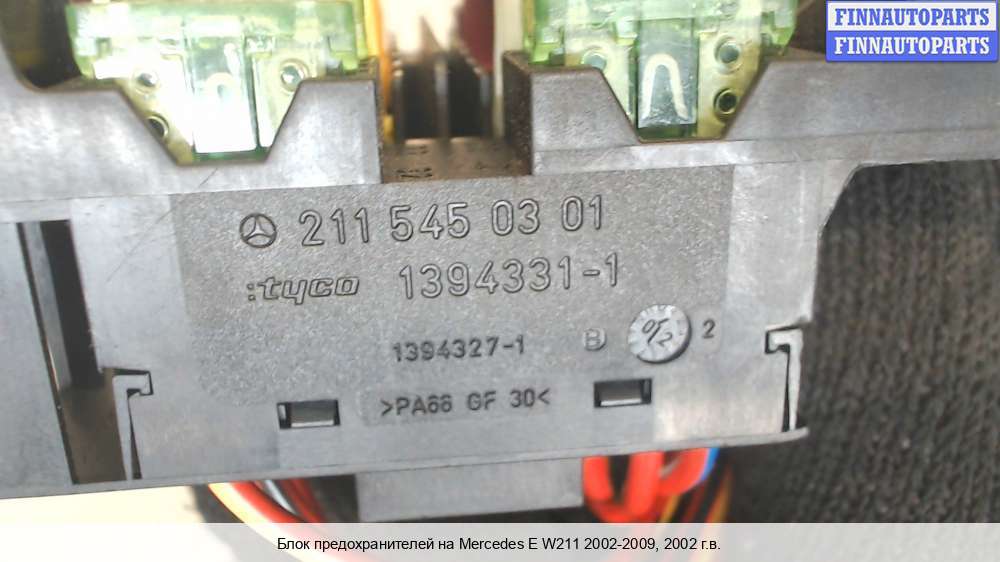 FINNAUTOPARTS
FINNAUTOPARTS
211 545 03 01
:tyco 1394331-1
1394327-1 B 2
>PA66 GF 30<
Блок предохранителей на Mercedes E W211 2002-2009, 2002 г.в.